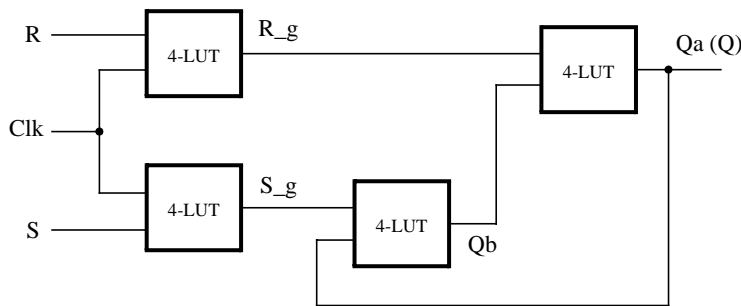 R
R_g
Qa (Q)
4-LUT
4-LUT
Clk
S_g
4-LUT
4-LUT
S
Qb